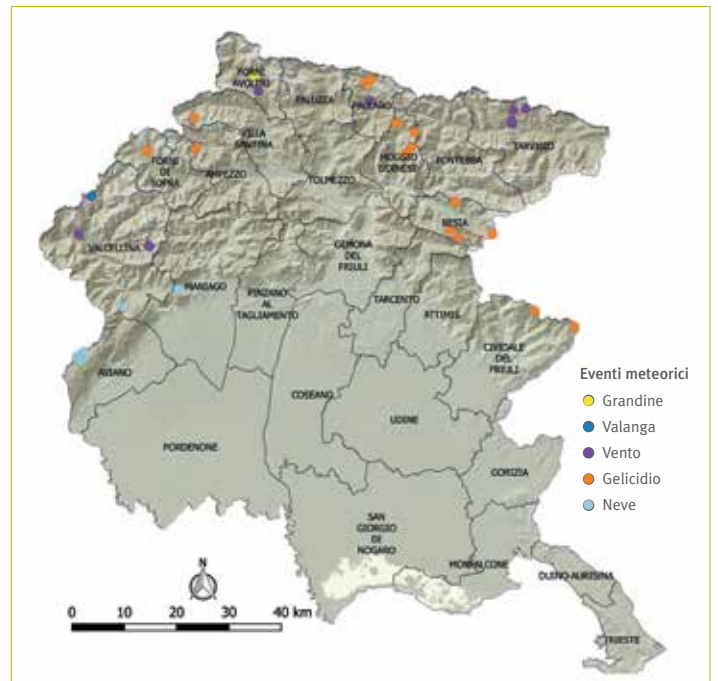 FORNI
AVOLTRI
PALUZZA
PAULARO
VILLA
SANTINA
MOGGIO
UDINESE
PONTEBBA
TARVISIO
FORNI
DI
SOPRA
AMPEZZO
TOLMEZZO
RESIA
VALCELLINA
GEMONA
DEL
FRIULI
MANIAGO
PINZANO
AL
TAGLIAMENTO
TARCENTO
ATTIMIS
CIVIDALE
DEL
FRIULI
AVIANO
COSEANO
UDINE
PORDENONE
GORIZIA
SAN
GIORGIO
DI
NOGARO
MONFALCONE
DUINO-AURISINA
TRIESTE
Eventi meteorici
Grandine
Valanga
Vento
Gelicidio
Neve
N
0 10 20 30 40 km